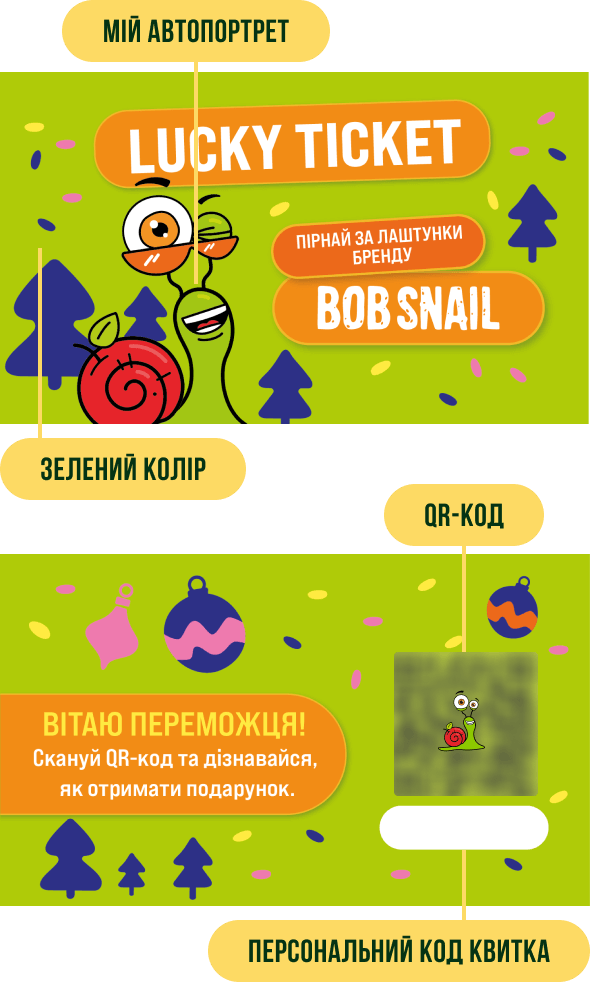 МІЙ АВТОПОРТРЕТ
LUCKY TICKET
ПІРНАЙ ЗА ЛАШТУНКИ
БРЕНДУ
BOB SNAIL
ЗЕЛЕНИЙ КОЛІР
QR-КОД
ВІТАЮ ПЕРЕМОЖЦЯ!
Скануй QR-код та дізнавайся,
як отримати подарунок.
ПЕРСОНАЛЬНИЙ КОД КВИТКА